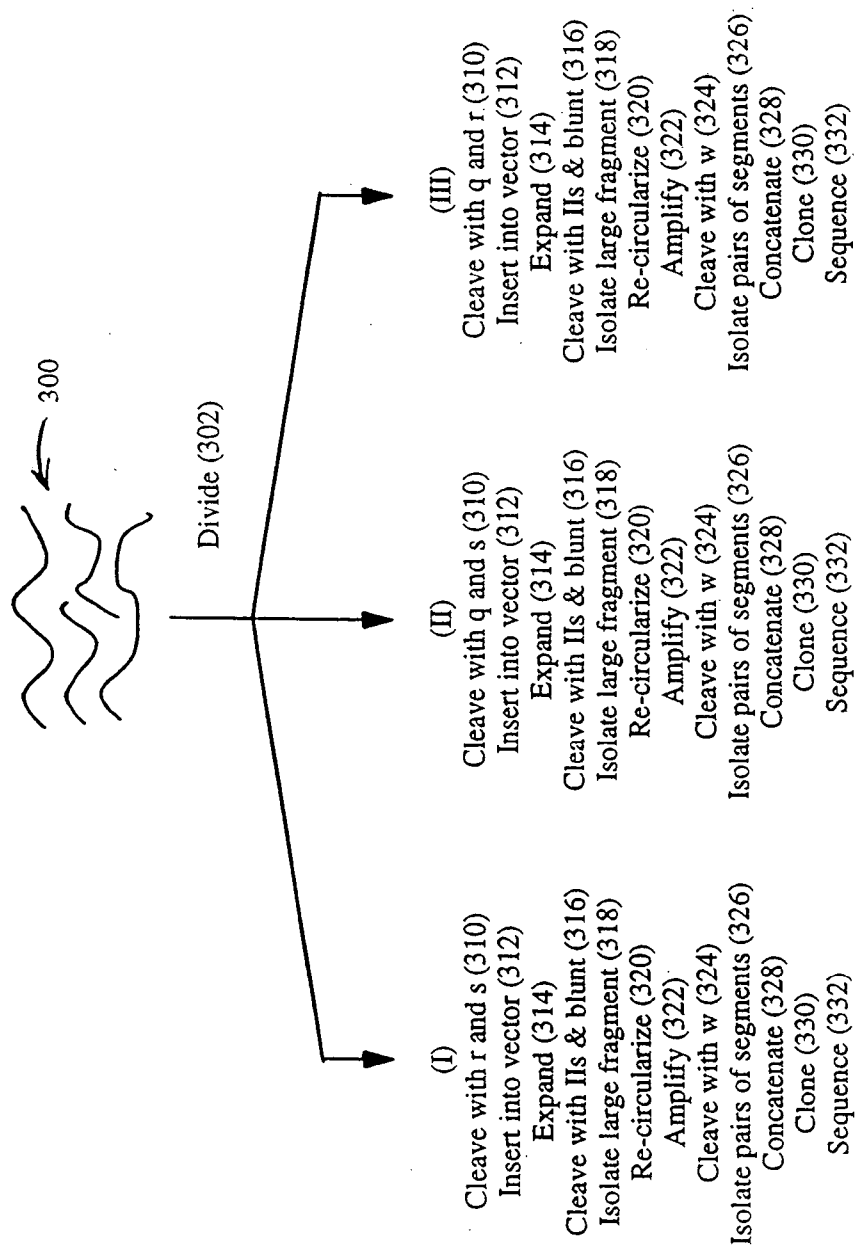 300
Divide (302)
(I)
Cleave with r and s (310)
Insert into vector (312)
Expand (314)
Cleave with IIs & blunt (316)
Isolate large fragment (318)
Re-circularize (320)
Amplify (322)
Cleave with w (324)
Isolate pairs of segments (326)
Concatenate (328)
Clone (330)
Sequence (332)
(II)
Cleave with q and s (310)
Insert into vector (312)
Expand (314)
Cleave with IIs & blunt (316)
Isolate large fragment (318)
Re-circularize (320)
Amplify (322)
Cleave with w (324)
Isolate pairs of segments (326)
Concatenate (328)
Clone (330)
Sequence (332)
(III)
Cleave with q and r (310)
Insert into vector (312)
Expand (314)
Cleave with IIs & blunt (316)
Isolate large fragment (318)
Re-circularize (320)
Amplify (322)
Cleave with w (324)
Isolate pairs of segments (326)
Concatenate (328)
Clone (330)
Sequence (332)